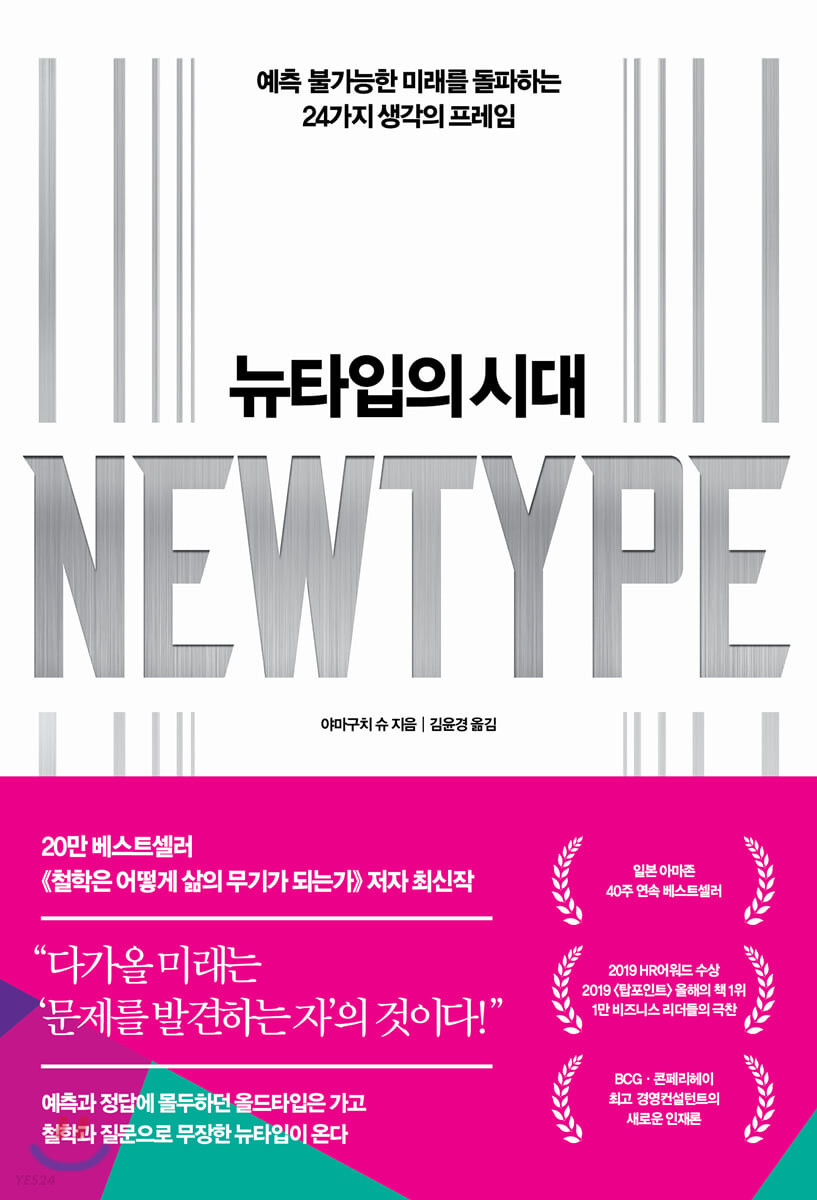 예측 불가능한 미래를 돌파하는
24가지 생각의 프레임
뉴타입의 시대
NEWTYPE
야마구치 슈 지음 | 김윤경 옮김
20만 베스트셀러
《철학은 어떻게 삶의 무기가 되는가》 저자 최신작
“다가올 미래는
‘문제를 발견하는 자’의 것이다!”
예측과 정답에 몰두하던 올드타입은 가고
철학과 질문으로 무장한 뉴타입이 온다
일본 아마존
40주 연속 베스트셀러
2019 HR어워드 수상
2019 〈탑포인트〉 올해의 책 1위
1만 비즈니스 리더들의 극찬
BCG · 콘페리헤이
최고 경영컨설턴트의
새로운 인재론
YES24